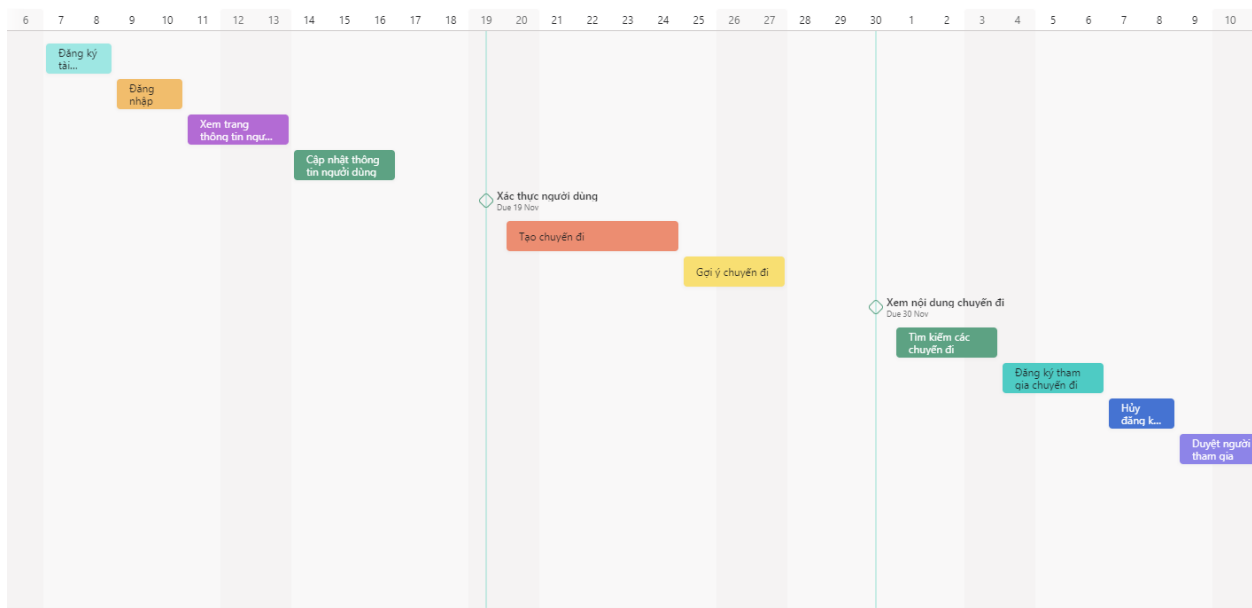 6 7 8 9 10 11 12 13 14 15 16 17 18 19 20 21 22 23 24 25 26 27 28 29 30 1 2 3 4 5 6 7 8 9 10
Đăng ký
tài...
Đăng
nhập
Xem trang
thông tin ngư...
Cập nhật thông
tin người dùng
Xác thực người dùng
Due 19 Nov
Tạo chuyến đi
Gợi ý chuyến đi
Xem nội dung chuyến đi
Due 30 Nov
Tìm kiếm các
chuyến đi
Đăng ký tham
gia chuyến đi
Hủy
đăng k...
Duyệt người
tham gia